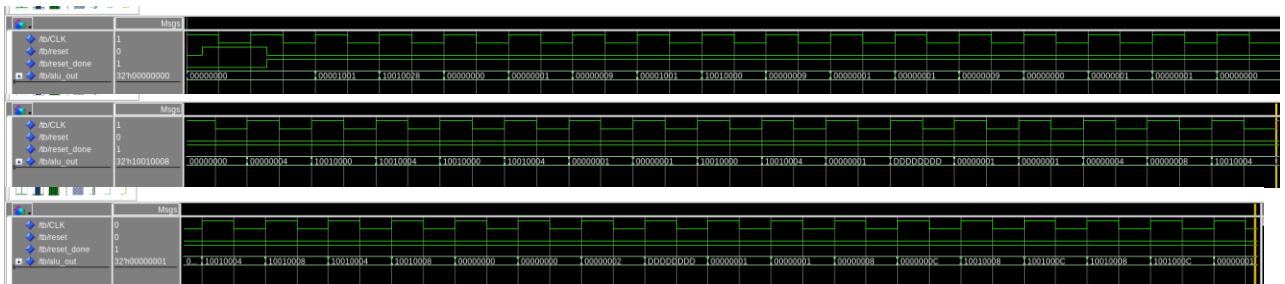 Msgs
/tb/CLK 1
/tb/reset 0
/tb/reset_done 1
/tb/alu_out 32'h00000000 00000000 00001001 10010028 00000000 00000001 00000009 00001001 10010000 00000009 00000001 00000001 00000009 00000000 00000001 00000000
Msgs
/tb/CLK 1
/tb/reset 0
/tb/reset_done 1
/tb/alu_out 32'h10010008 00000000 00000004 10010000 10010004 10010000 10010004 00000001 00000001 10010000 10010004 00000001 DDDDDDDD 00000001 00000001 00000004 00000008 10010004
Msgs
/tb/CLK 0
/tb/reset 0
/tb/reset_done 1
/tb/alu_out 32'h00000001 0... 10010004 10010008 10010004 10010008 00000000 00000000 00000002 DDDDDDDD 00000001 00000001 00000008 0000000C 10010008 1001000C 10010008 1001000C 00000001